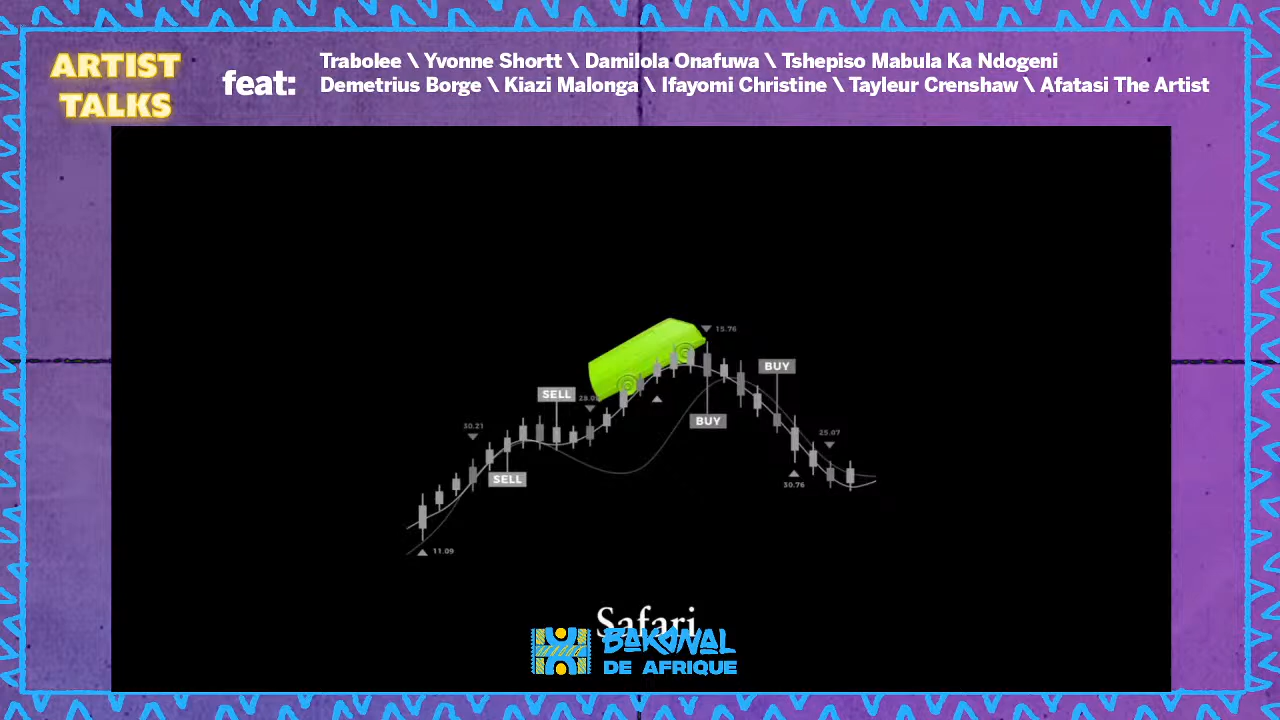 ARTIST
TALKS
feat:
Trabolee \ Yvonne Shortt \ Damilola Onafuwa \ Tshepiso Mabula Ka Ndogeni
Demetrius Borge \ Kiazi Malonga \ Ifayomi Christine \ Tayleur Crenshaw \ Afatasi The Artist
15.76
BUY
SELL
30.21
BUY
25.07
SELL
30.76
11.09
Safari
BAKANAL
DE AFRIQUE